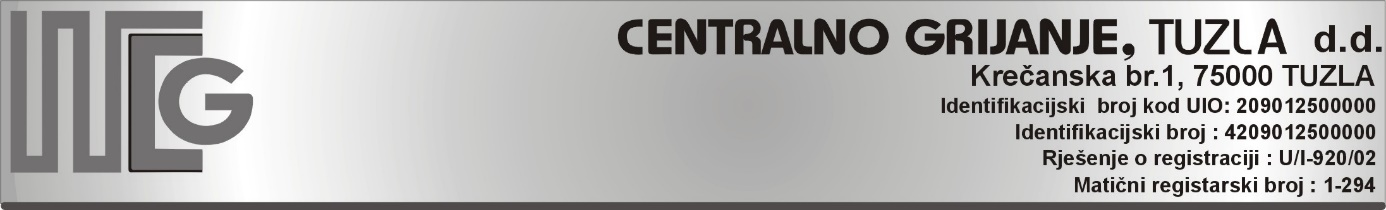 CG
CENTRALNO GRIJANJE, TUZLA d.d.
Krečanska br.1, 75000 TUZLA
Identifikacijski broj kod UIO: 209012500000
Identifikacijski broj : 4209012500000
Rješenje o registraciji : U/I-920/02
Matični registarski broj : 1-294